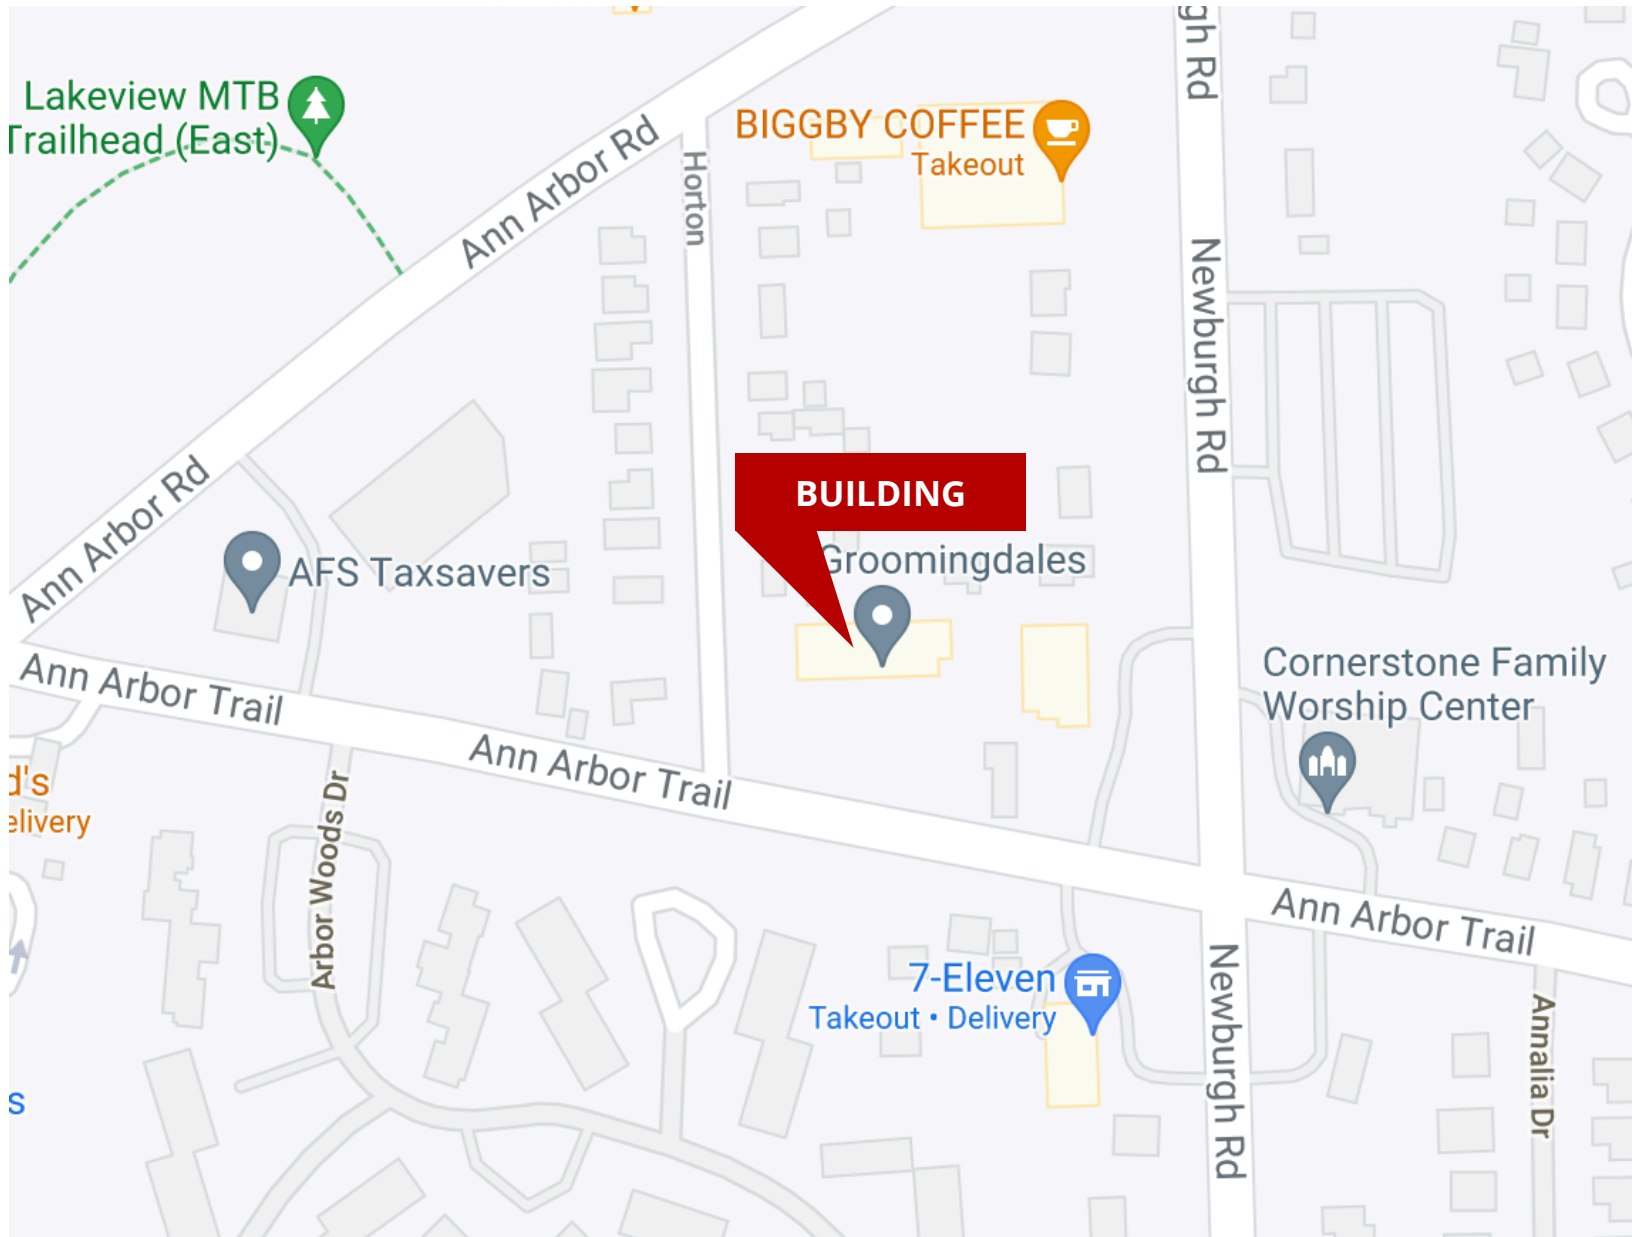 gh Rd
Lakeview MTB
Trailhead (East)
BIGGBY COFFEE
Takeout
Ann Arbor Rd
Horton
Newburgh Rd
Ann Arbor Rd
BUILDING
Groomingdales
AFS Taxsavers
Cornerstone Family
Worship Center
Ann Arbor Trail
Ann Arbor Trail
d's
elivery
Arbor Woods Dr
Ann Arbor Trail
7-Eleven
Takeout • Delivery
Newburgh Rd
Annalia Dr
s